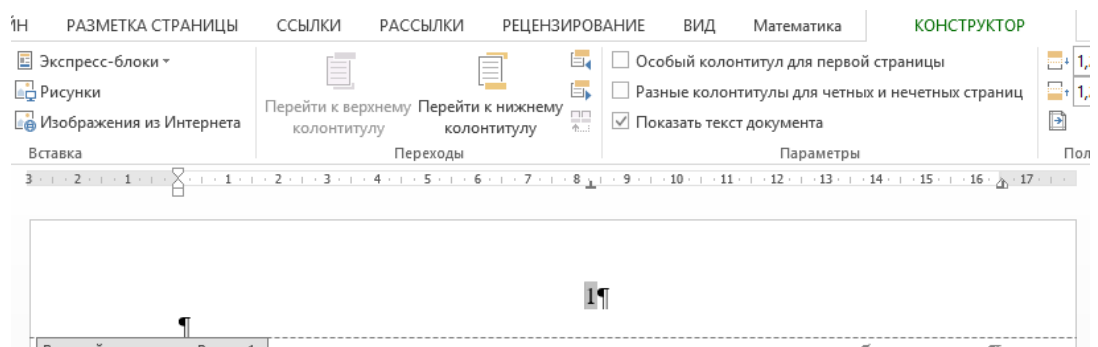 ЙН РАЗМЕТКА СТРАНИЦЫ ССЫЛКИ РАССЫЛКИ РЕЦЕНЗИРОВАНИЕ ВИД Математика КОНСТРУКТОР
Экспресс-блоки
Рисунки
Изображения из Интернета
Вставка
Перейти к верхнему колонтитулу
Перейти к нижнему колонтитулу
Переходы
Особый колонтитул для первой страницы
Разные колонтитулы для четных и нечетных страниц
Показать текст документа
Параметры
1,
1,
Пол
3 2 1 1 2 3 4 5 6 7 8 9 10 11 12 13 14 15 16 17
1¶
¶